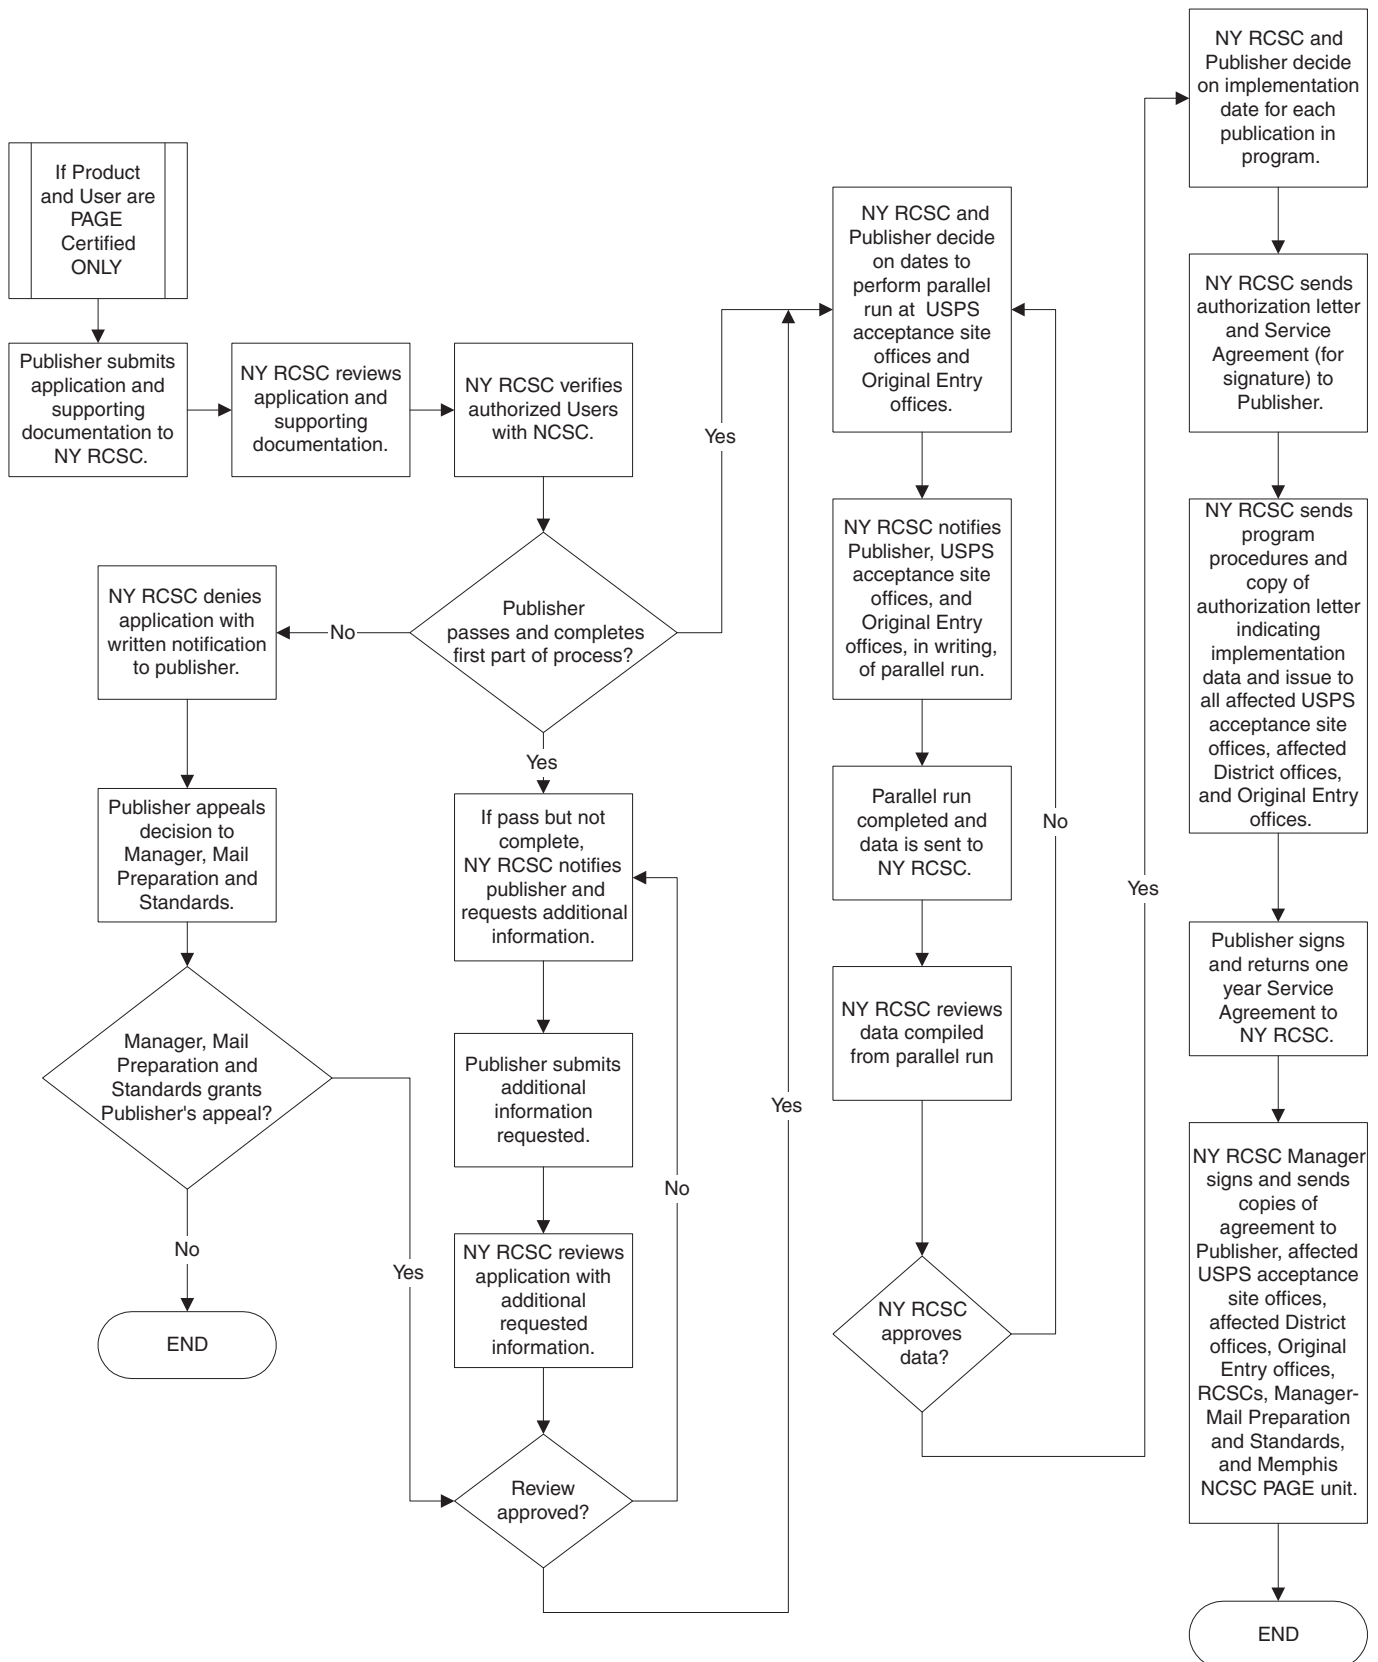 If Product
and User are
PAGE
Certified
ONLY
Publisher submits
application and
supporting
documentation to
NY RCSC.
NY RCSC reviews
application and
supporting
documentation.
NY RCSC verifies
authorized Users
with NCSC.
Publisher
passes and completes
first part of process?
No
Yes
Yes
NY RCSC denies
application with
written notification
to publisher.
Publisher appeals
decision to
Manager, Mail
Preparation and
Standards.
Manager, Mail
Preparation and
Standards grants
Publisher's appeal?
No
Yes
END
If pass but not
complete,
NY RCSC notifies
publisher and
requests additional
information.
Publisher submits
additional
information
requested.
NY RCSC reviews
application with
additional
requested
information.
Review
approved?
No
Yes
NY RCSC and
Publisher decide
on dates to
perform parallel
run at USPS
acceptance site
offices and
Original Entry
offices.
NY RCSC notifies
Publisher, USPS
acceptance site
offices, and
Original Entry
offices, in writing,
of parallel run.
Parallel run
completed and
data is sent to
NY RCSC.
NY RCSC reviews
data compiled
from parallel run
NY RCSC
approves
data?
No
Yes
NY RCSC and
Publisher decide
on implementation
date for each
publication in
program.
NY RCSC sends
authorization letter
and Service
Agreement (for
signature) to
Publisher.
NY RCSC sends
program
procedures and
copy of
authorization letter
indicating
implementation
data and issue to
all affected USPS
acceptance site
offices, affected
District offices,
and Original Entry
offices.
Publisher signs
and returns one
year Service
Agreement to
NY RCSC.
NY RCSC Manager
signs and sends
copies of
agreement to
Publisher, affected
USPS acceptance
site offices,
affected District
offices, Original
Entry offices,
RCSCs, Manager-
Mail Preparation
and Standards,
and Memphis
NCSC PAGE unit.
END